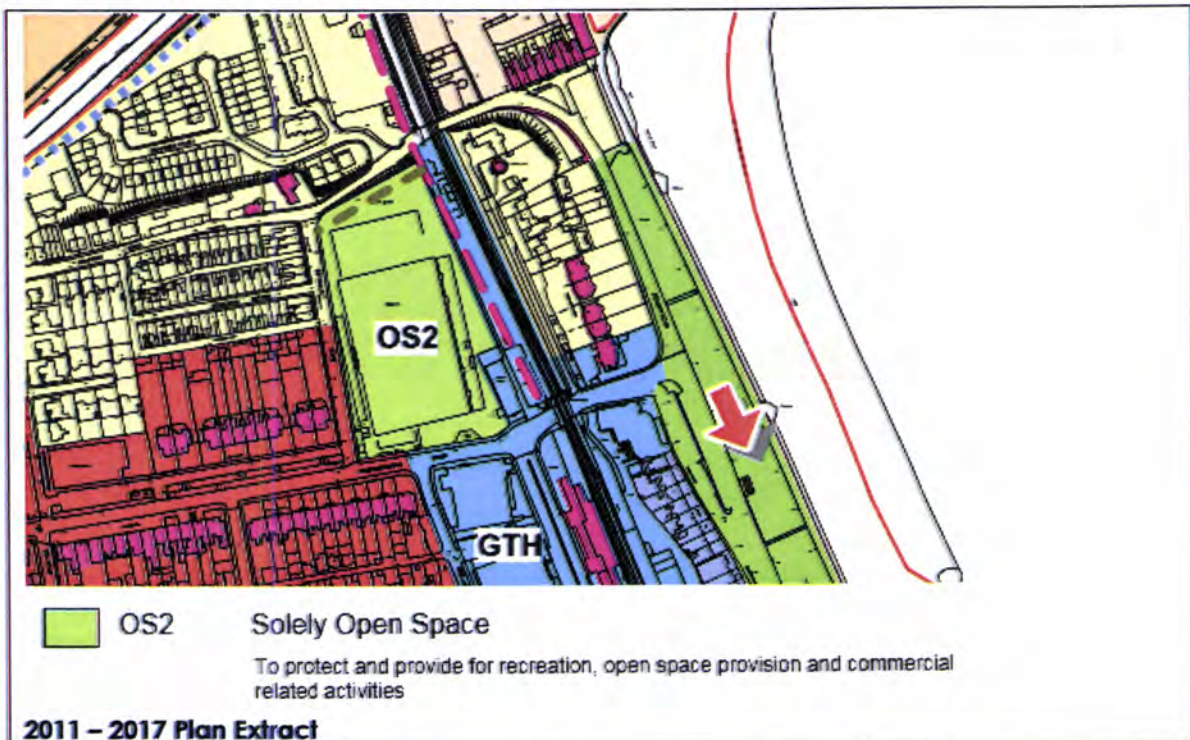 OS2
GTH
OS2 Solely Open Space
To protect and provide for recreation, open space provision and commercial
related activities
2011 – 2017 Plan Extract